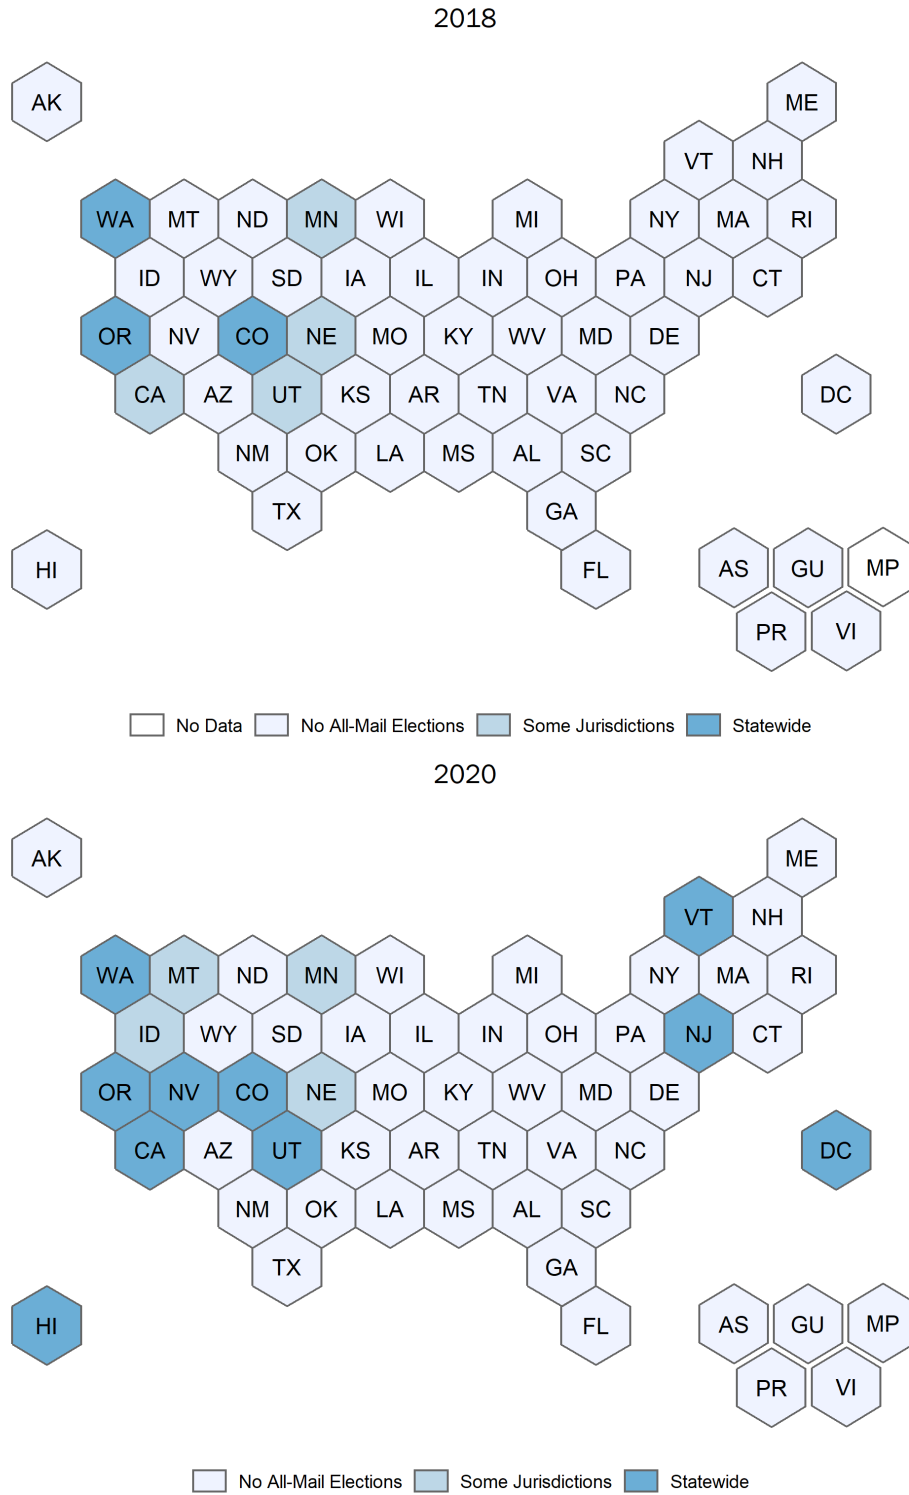 2018
AK ME
VT NH
WA MT ND MN WI MI NY MA RI
ID WY SD IA IL IN OH PA NJ CT
OR NV CO NE MO KY WV MD DE
CA AZ UT KS AR TN VA NC DC
NM OK LA MS AL SC
TX GA
HI FL AS GU MP
PR VI
No Data No All-Mail Elections Some Jurisdictions Statewide
2020
AK ME
VT NH
WA MT ND MN WI MI NY MA RI
ID WY SD IA IL IN OH PA NJ CT
OR NV CO NE MO KY WV MD DE
CA AZ UT KS AR TN VA NC DC
NM OK LA MS AL SC
TX GA
HI FL AS GU MP
PR VI
No All-Mail Elections Some Jurisdictions Statewide